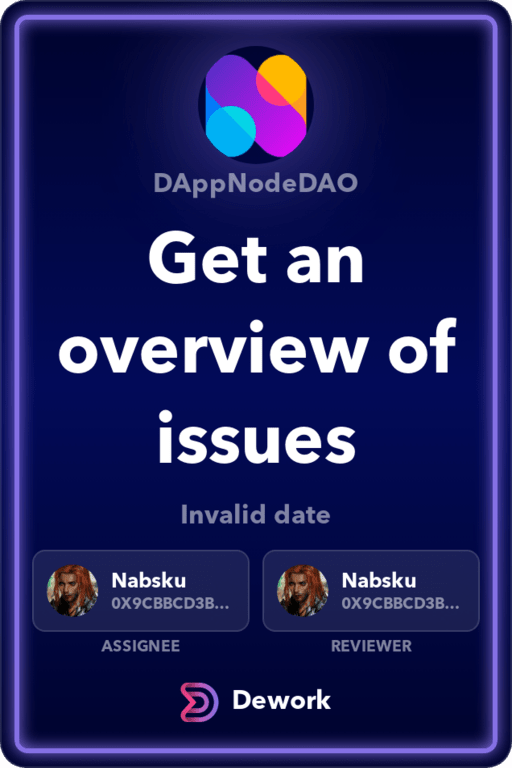 DAppNodeDAO
Get an
overview of
issues
Invalid date
Nabsku
0X9CBBCD3B...
ASSIGNEE
Nabsku
0X9CBBCD3B...
REVIEWER
Dework